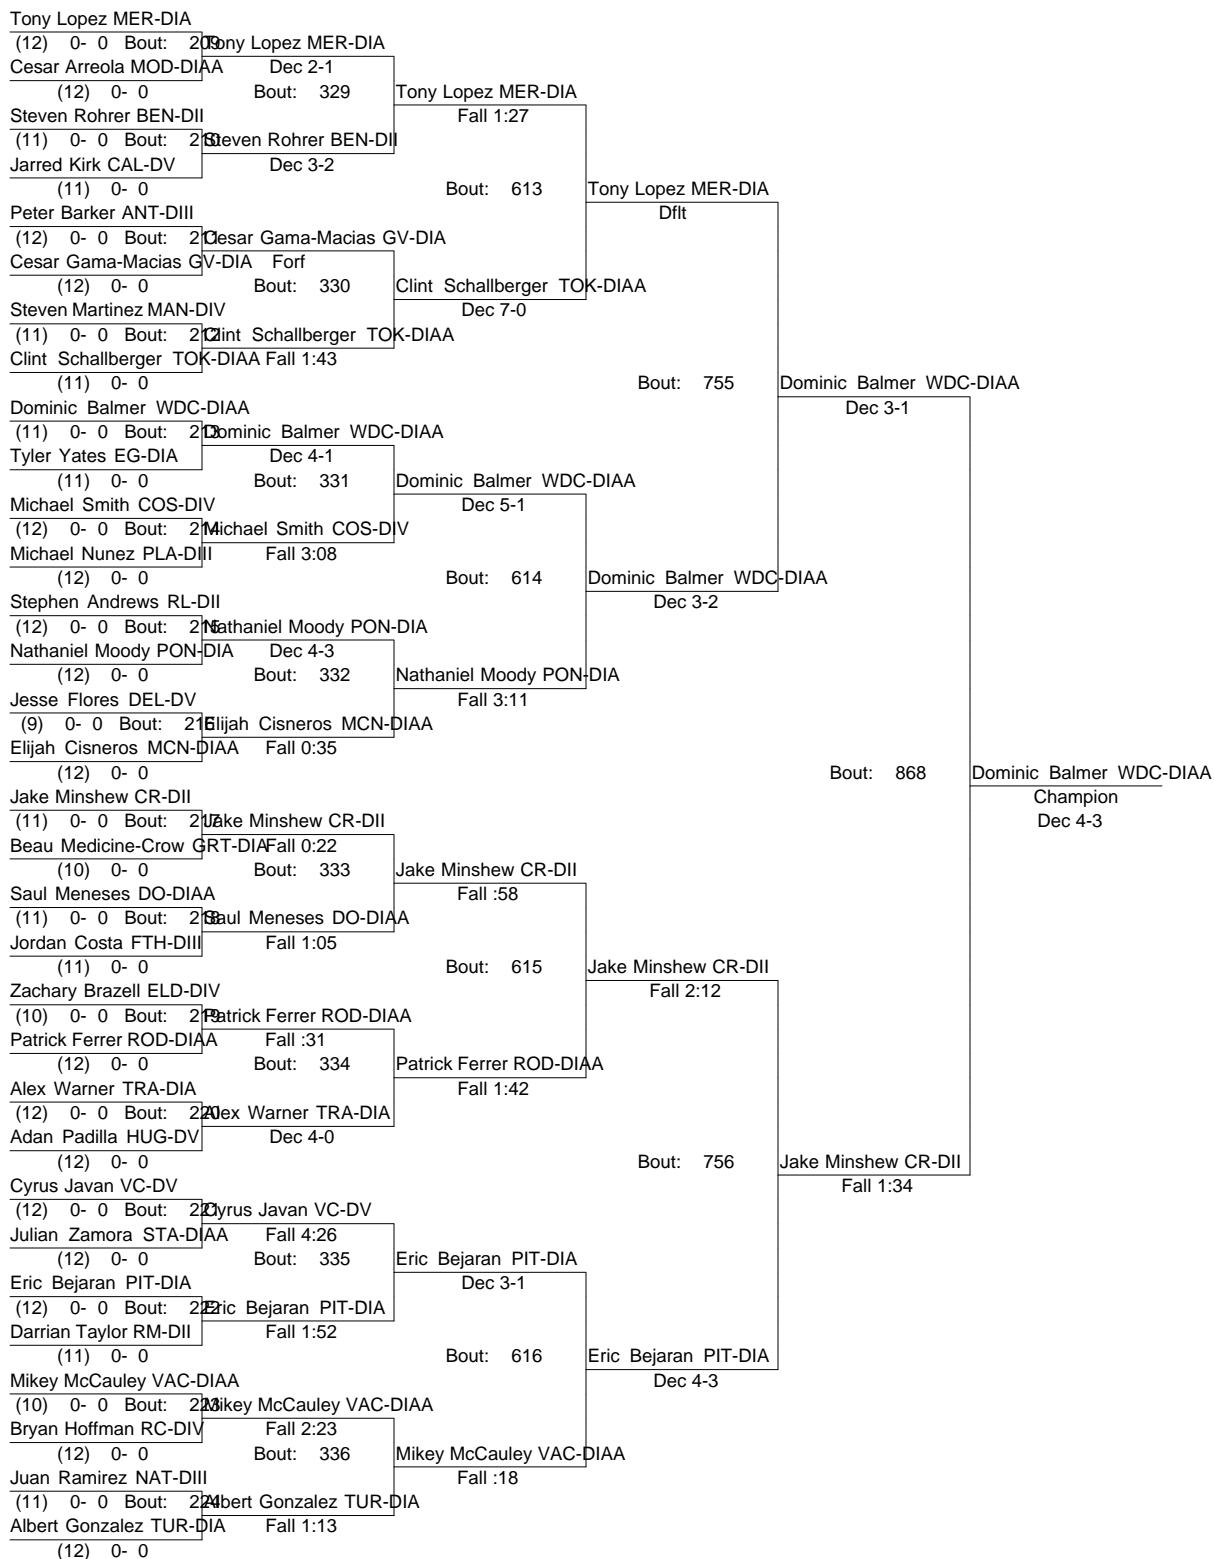 Tony Lopez MER-DIA
(12) 0- 0 Bout: 209 Tony Lopez MER-DIA
Cesar Arreola MOD-DIAA Dec 2-1
(12) 0- 0 Bout: 329 Tony Lopez MER-DIA
Steven Rohrer BEN-DII Fall 1:27
(11) 0- 0 Bout: 210 Steven Rohrer BEN-DII
Jarred Kirk CAL-DV Dec 3-2
(11) 0- 0 Bout: 613 Tony Lopez MER-DIA
Peter Barker ANT-DIII Dflt
(12) 0- 0 Bout: 211 Cesar Gama-Macias GV-DIA
Cesar Gama-Macias GV-DIA Forf
(12) 0- 0 Bout: 330 Clint Schallberger TOK-DIAA
Steven Martinez MAN-DIV Dec 7-0
(11) 0- 0 Bout: 212 Clint Schallberger TOK-DIAA
Clint Schallberger TOK-DIAA Fall 1:43
(11) 0- 0 Bout: 755 Dominic Balmer WDC-DIAA
Dominic Balmer WDC-DIAA Dec 3-1
(11) 0- 0 Bout: 213 Dominic Balmer WDC-DIAA
Tyler Yates EG-DIA Dec 4-1
(11) 0- 0 Bout: 331 Dominic Balmer WDC-DIAA
Michael Smith COS-DIV Dec 5-1
(12) 0- 0 Bout: 214 Michael Smith COS-DIV
Michael Nunez PLA-DIII Fall 3:08
(12) 0- 0 Bout: 614 Dominic Balmer WDC-DIAA
Stephen Andrews RL-DII Dec 3-2
(12) 0- 0 Bout: 215 Nathaniel Moody PON-DIA
Nathaniel Moody PON-DIA Dec 4-3
(12) 0- 0 Bout: 332 Nathaniel Moody PON-DIA
Jesse Flores DEL-DV Fall 3:11
(9) 0- 0 Bout: 216 Elijah Cisneros MCN-DIAA
Elijah Cisneros MCN-DIAA Fall 0:35
(12) 0- 0 Bout: 868 Dominic Balmer WDC-DIAA
Jake Minshew CR-DII Champion
(11) 0- 0 Bout: 217 Jake Minshew CR-DII Dec 4-3
Beau Medicine-Crow GRT-DIA Fall 0:22
(10) 0- 0 Bout: 333 Jake Minshew CR-DII
Saul Meneses DO-DIAA Fall :58
(11) 0- 0 Bout: 218 Saul Meneses DO-DIAA
Jordan Costa FTH-DIII Fall 1:05
(11) 0- 0 Bout: 615 Jake Minshew CR-DII
Zachary Brazell ELD-DIV Fall 2:12
(10) 0- 0 Bout: 219 Patrick Ferrer ROD-DIAA
Patrick Ferrer ROD-DIAA Fall :31
(12) 0- 0 Bout: 334 Patrick Ferrer ROD-DIAA
Alex Warner TRA-DIA Fall 1:42
(12) 0- 0 Bout: 220 Alex Warner TRA-DIA
Adan Padilla HUG-DV Dec 4-0
(12) 0- 0 Bout: 756 Jake Minshew CR-DII
Cyrus Javan VC-DV Fall 1:34
(12) 0- 0 Bout: 221 Cyrus Javan VC-DV
Julian Zamora STA-DIAA Fall 4:26
(12) 0- 0 Bout: 335 Eric Bejaran PIT-DIA
Eric Bejaran PIT-DIA Dec 3-1
(12) 0- 0 Bout: 222 Eric Bejaran PIT-DIA
Darrian Taylor RM-DII Fall 1:52
(11) 0- 0 Bout: 616 Eric Bejaran PIT-DIA
Mikey McCauley VAC-DIAA Dec 4-3
(10) 0- 0 Bout: 223 Mikey McCauley VAC-DIAA
Bryan Hoffman RC-DIV Fall 2:23
(12) 0- 0 Bout: 336 Mikey McCauley VAC-DIAA
Juan Ramirez NAT-DIII Fall :18
(11) 0- 0 Bout: 224 Albert Gonzalez TUR-DIA
Albert Gonzalez TUR-DIA Fall 1:13
(12) 0- 0